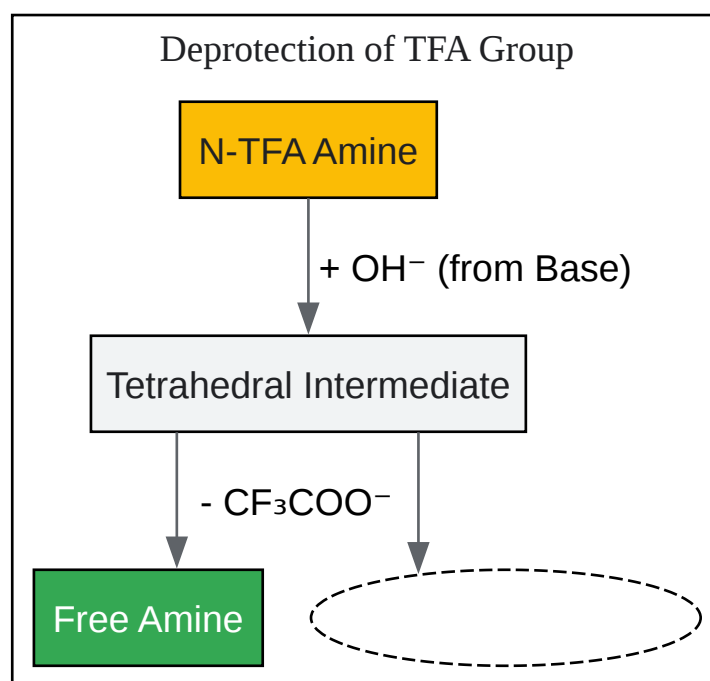 Deprotection of TFA Group
N-TFA Amine
+ OH⁻ (from Base)
Tetrahedral Intermediate
- CF₃COO⁻
Free Amine